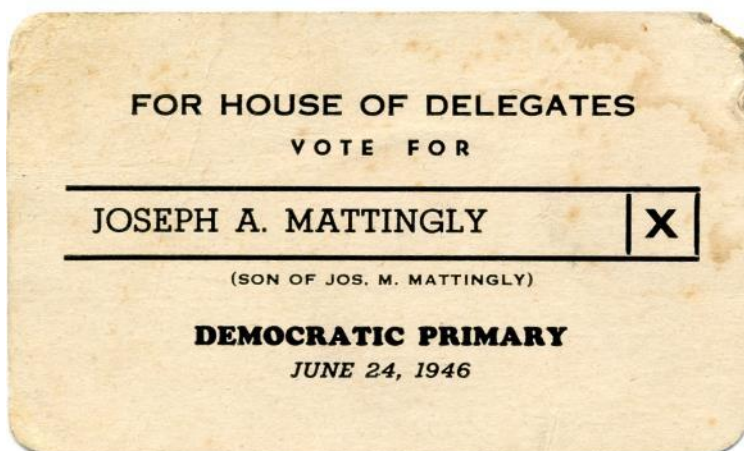 FOR HOUSE OF DELEGATES
VOTE FOR
JOSEPH A. MATTINGLY X
(SON OF JOS. M. MATTINGLY)
DEMOCRATIC PRIMARY
JUNE 24, 1946